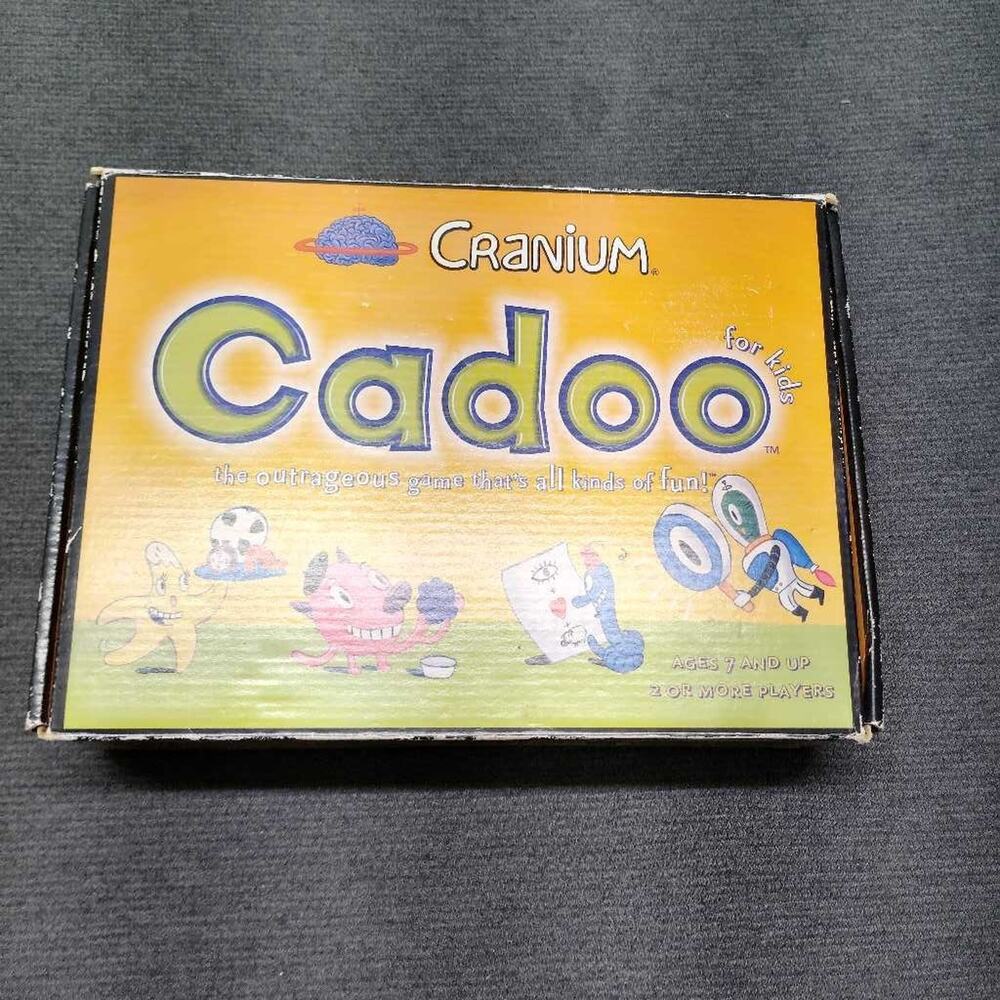 CRANIUM®
Cadoo™
for kids
the outrageous game that's all kinds of fun!™
AGES 7 AND UP
2 OR MORE PLAYERS